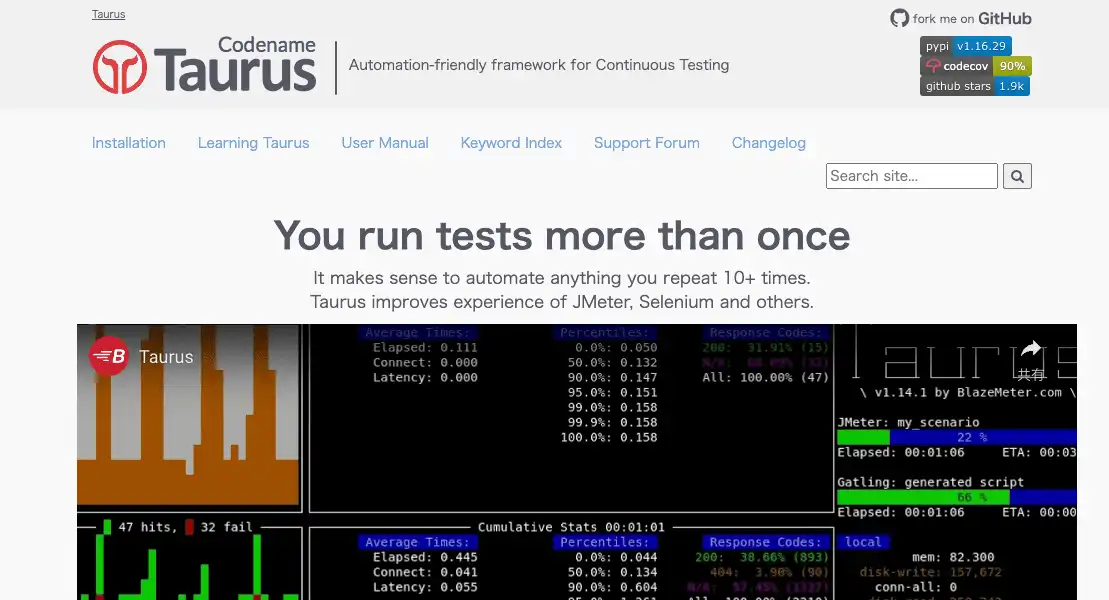 Taurus
fork me on GitHub
Codename
Taurus
Automation-friendly framework for Continuous Testing
pypi v1.16.29
codecov 90%
github stars 1.9k
Installation Learning Taurus User Manual Keyword Index Support Forum Changelog
Search site...
You run tests more than once
It makes sense to automate anything you repeat 10+ times.
Taurus improves experience of JMeter, Selenium and others.
B Taurus
共有
Average Times:
Elapsed: 0.111
Connect: 0.000
Latency: 0.000
Percentiles:
0.0%: 0.050
50.0%: 0.132
90.0%: 0.147
95.0%: 0.151
99.0%: 0.158
99.9%: 0.158
100.0%: 0.158
Response Codes:
200: 31.91% (15)
All: 100.00% (47)
\ v1.14.1 by BlazeMeter.com \
JMeter: my_scenario
22 %
Elapsed: 00:01:06 ETA: 00:03
Gatling: generated script
66 %
Elapsed: 00:01:06 ETA: 00:00
47 hits, 32 fail
Cumulative Stats 00:01:01
Average Times:
Elapsed: 0.445
Connect: 0.041
Latency: 0.055
Percentiles:
0.0%: 0.044
50.0%: 0.134
90.0%: 0.604
Response Codes:
200: 38.66% (893)
404: 3.90% (90)
local
mem: 82.300
disk-write: 157,672
conn-all: 0